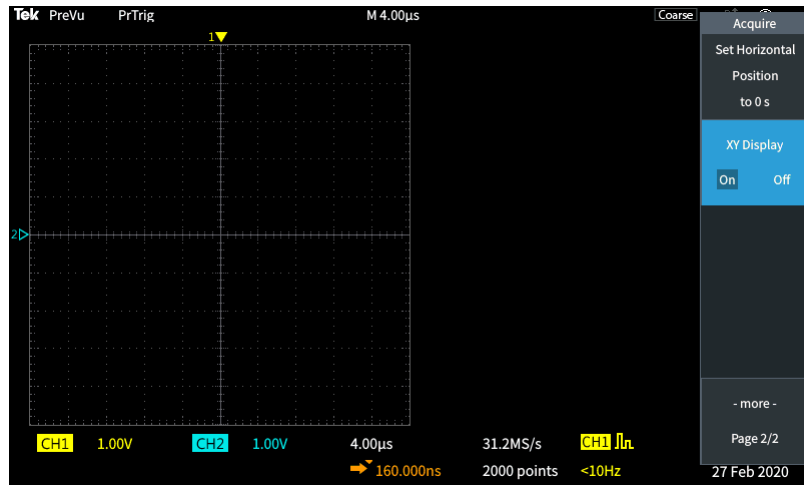 Tek PreVu PrTrig M 4.00µs Coarse
Acquire
Set Horizontal
Position
to 0 s
XY Display
On Off
- more -
Page 2/2
1
2
CH1 1.00V CH2 1.00V 4.00µs 31.2MS/s CH1
160.000ns 2000 points <10Hz 27 Feb 2020